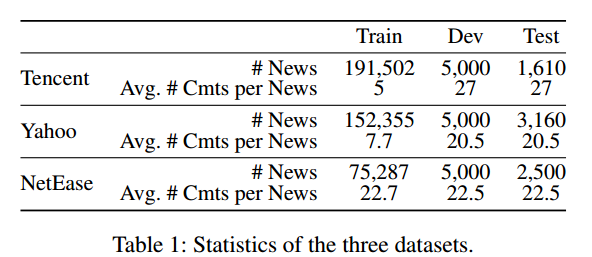 Train Dev Test
Tencent # News 191,502 5,000 1,610
Avg. # Cmts per News 5 27 27
Yahoo # News 152,355 5,000 3,160
Avg. # Cmts per News 7.7 20.5 20.5
NetEase # News 75,287 5,000 2,500
Avg. # Cmts per News 22.7 22.5 22.5
Table 1: Statistics of the three datasets.